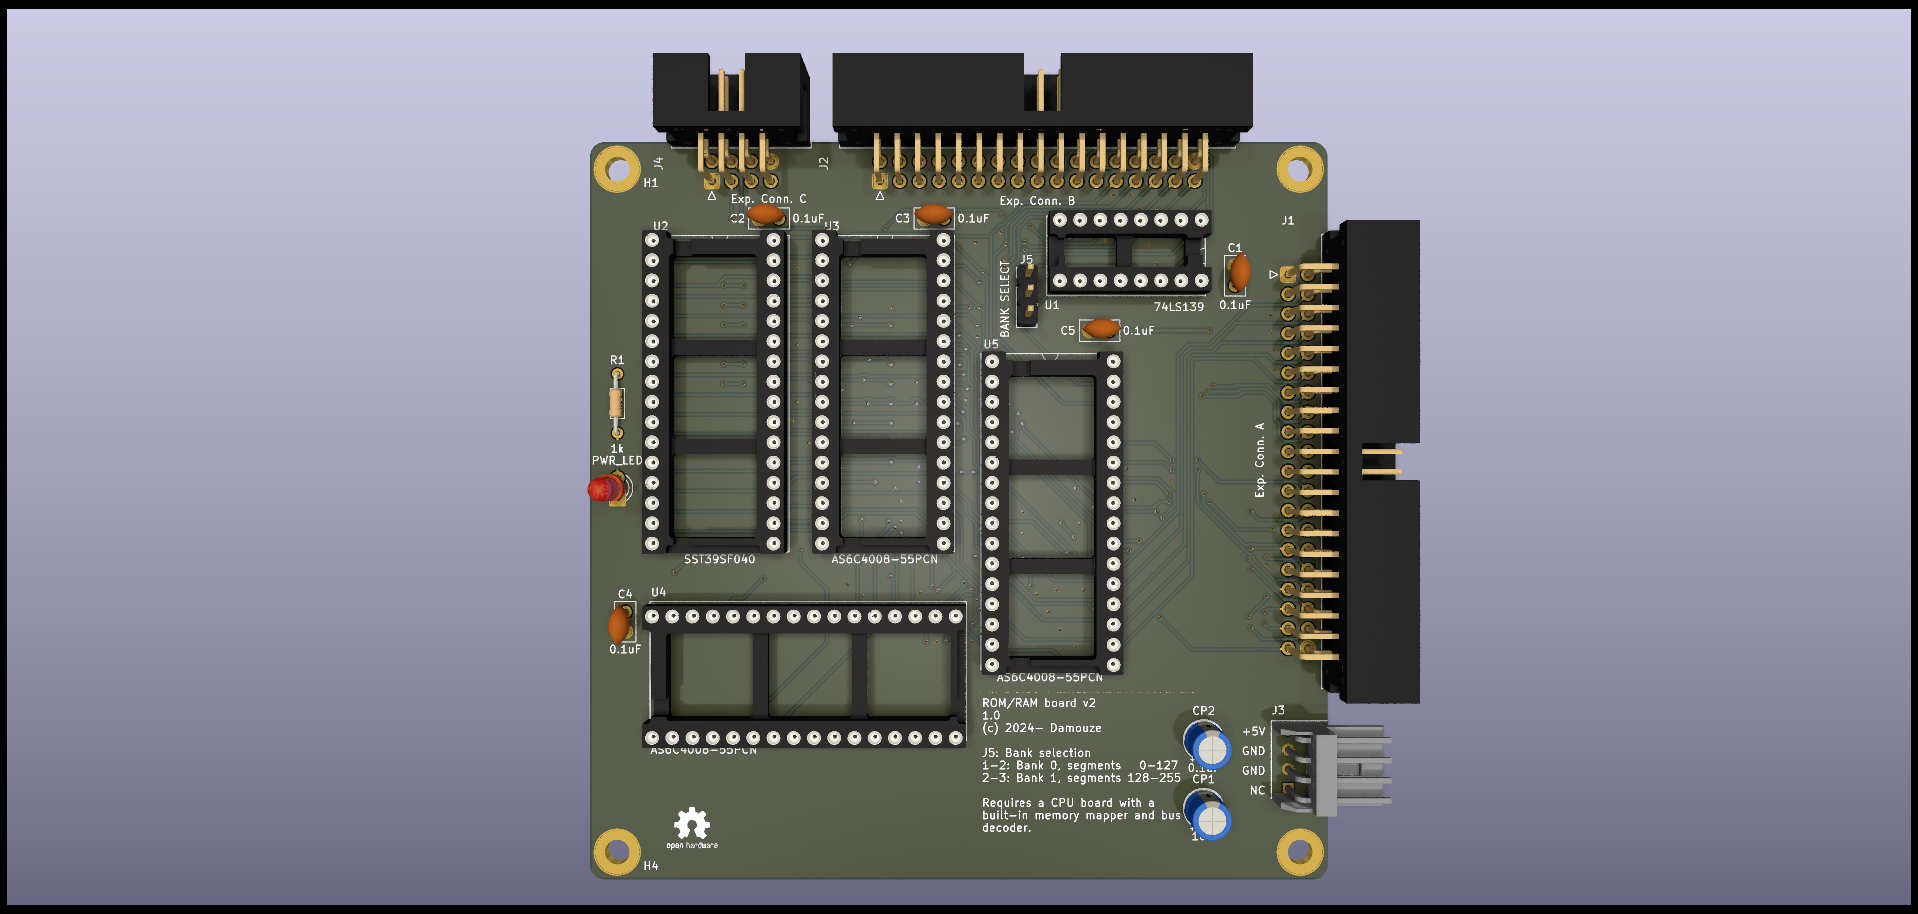 J4
J2
H1
Exp. Conn. C
Exp. Conn. B
J1
C2
0.1uF
C3
0.1uF
U2
U3
C1
0.1uF
J5
BANK SELECT
U1
74LS139
C5
0.1uF
U5
R1
1k
PWR_LED
Exp. Conn. A
SST39SF040
AS6C4008-55PCN
C4
0.1uF
U4
AS6C4008-55PCN
AS6C4008-55PCN
ROM/RAM board v2
1.0
(c) 2024- Damouze
J5: Bank selection
1-2: Bank 0, segments 0-127
2-3: Bank 1, segments 128-255
Requires a CPU board with a
built-in memory mapper and bus
decoder.
CP2
CP1
J3
+5V
GND
GND
NC
open hardware
H4